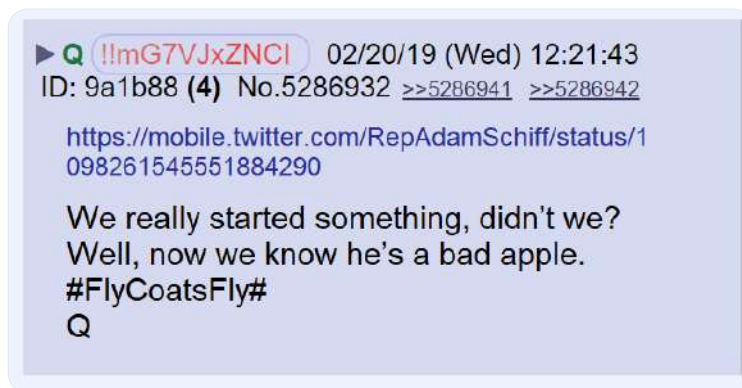 ▶ Q !!mG7VJxZNCI 02/20/19 (Wed) 12:21:43
ID: 9a1b88 (4) No.5286932 >>5286941 >>5286942
https://mobile.twitter.com/RepAdamSchiff/status/1
098261545551884290
We really started something, didn't we?
Well, now we know he's a bad apple.
#FlyCoatsFly#
Q